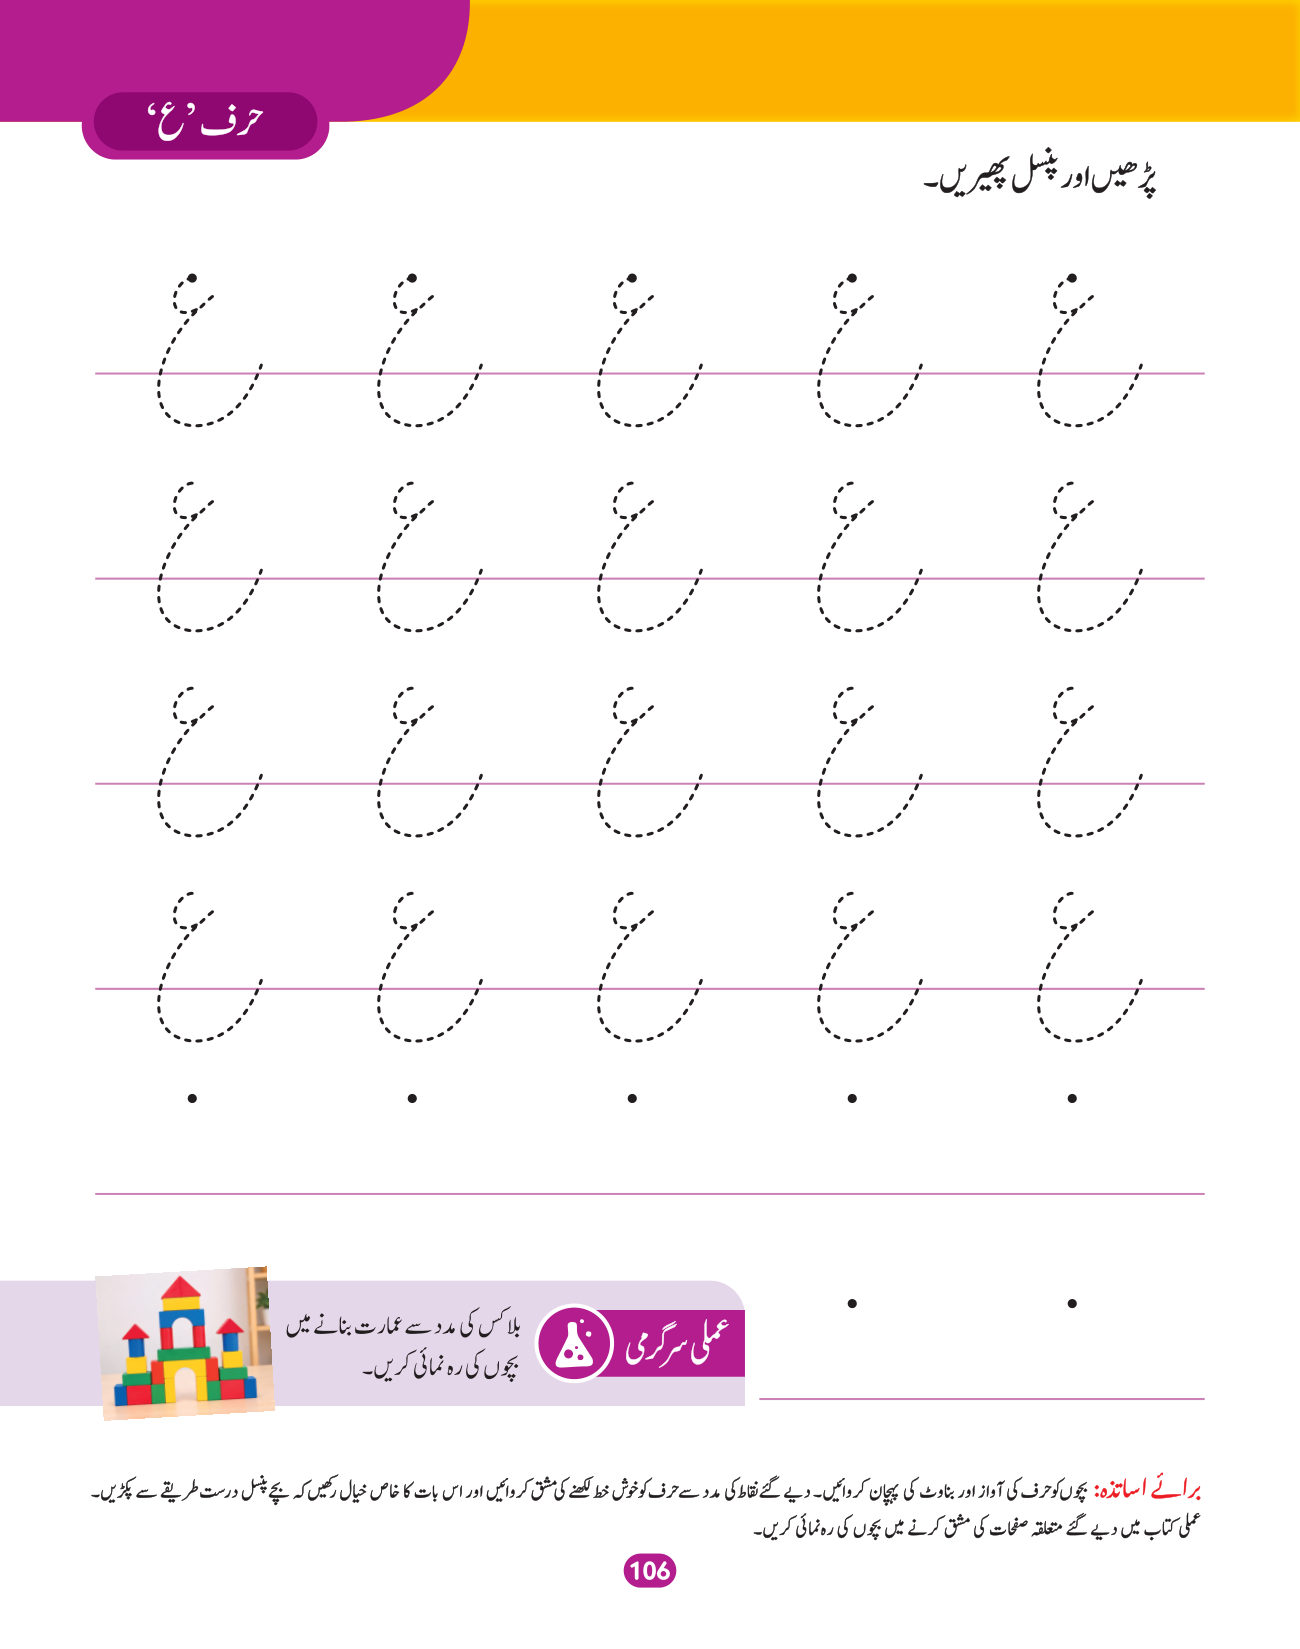 حرف ’ع‘
پڑھیں اور پنسل پھیریں۔
ع ع ع ع ع
ع ع ع ع ع
ع ع ع ع ع
ع ع ع ع ع
عملی سرگرمی
بلاکس کی مدد سے عمارت بنانے میں
بچوں کی رہ نمائی کریں۔
برائے اساتذہ: بچوں کو حرف کی آواز اور بناوٹ کی پہچان کروائیں۔ دیے گئے نقاط کی مدد سے حرف کو خوش خط لکھنے کی مشق کروائیں اور اس بات کا خاص خیال رکھیں کہ بچے پنسل درست طریقے سے پکڑیں۔
عملی کتاب میں دیے گئے متعلقہ صفحات کی مشق کرنے میں بچوں کی رہ نمائی کریں۔
106